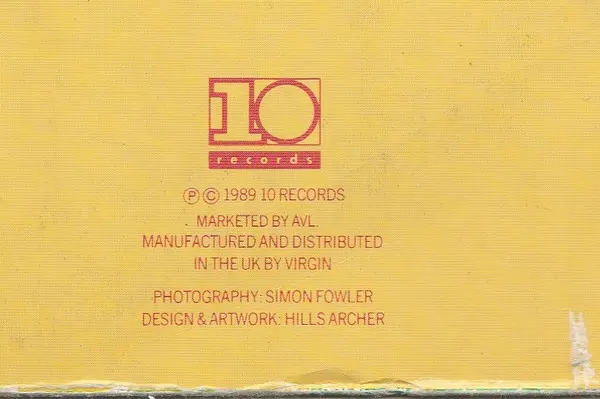 10
records
Ⓟ © 1989 10 RECORDS
MARKETED BY AVL.
MANUFACTURED AND DISTRIBUTED
IN THE UK BY VIRGIN
PHOTOGRAPHY: SIMON FOWLER
DESIGN & ARTWORK: HILLS ARCHER